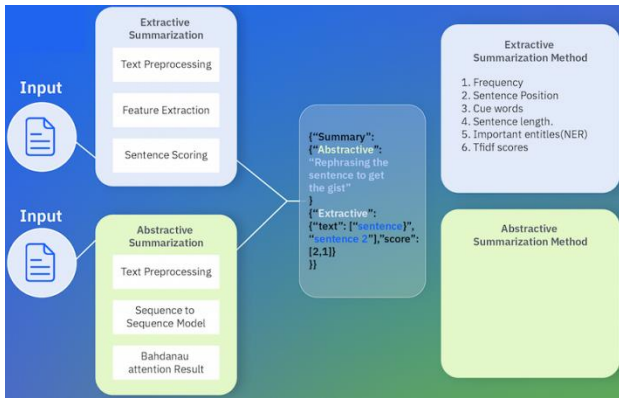 Extractive
Summarization
Text Preprocessing
Feature Extraction
Sentence Scoring
Input
Input
Abstractive
Summarization
Text Preprocessing
Sequence to
Sequence Model
Bahdanau
attention Result
{“Summary”:
{“Abstractive”:
“Rephrasing the
sentence to get
the gist”
}
{“Extractive”:
{“text”: [“sentence}”,
“sentence 2”],”score”:
[2,1]}
}}
Extractive
Summarization Method
1. Frequency
2. Sentence Position
3. Cue words
4. Sentence length.
5. Important entitles(NER)
6. Tfidf scores
Abstractive
Summarization Method